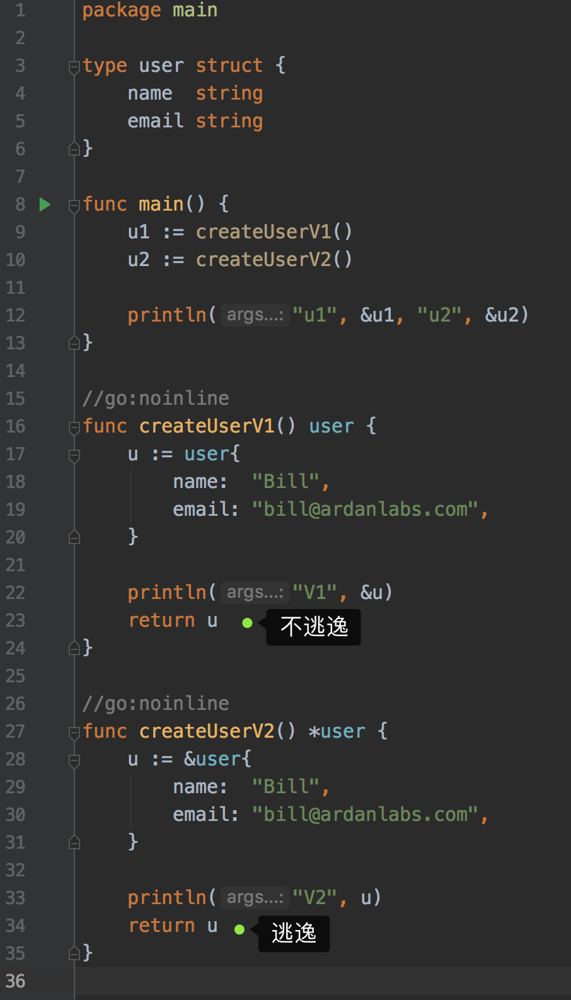 1 package main
2
3 type user struct {
4 name string
5 email string
6 }
7
8 func main() {
9 u1 := createUserV1()
10 u2 := createUserV2()
11
12 println( args...: "u1", &u1, "u2", &u2)
13 }
14
15 //go:noinline
16 func createUserV1() user {
17 u := user{
18 name: "Bill",
19 email: "bill@ardanlabs.com",
20 }
21
22 println( args...: "V1", &u)
23 return u 不逃逸
24 }
25
26 //go:noinline
27 func createUserV2() *user {
28 u := &user{
29 name: "Bill",
30 email: "bill@ardanlabs.com",
31 }
32
33 println( args...: "V2", u)
34 return u 逃逸
35 }
36